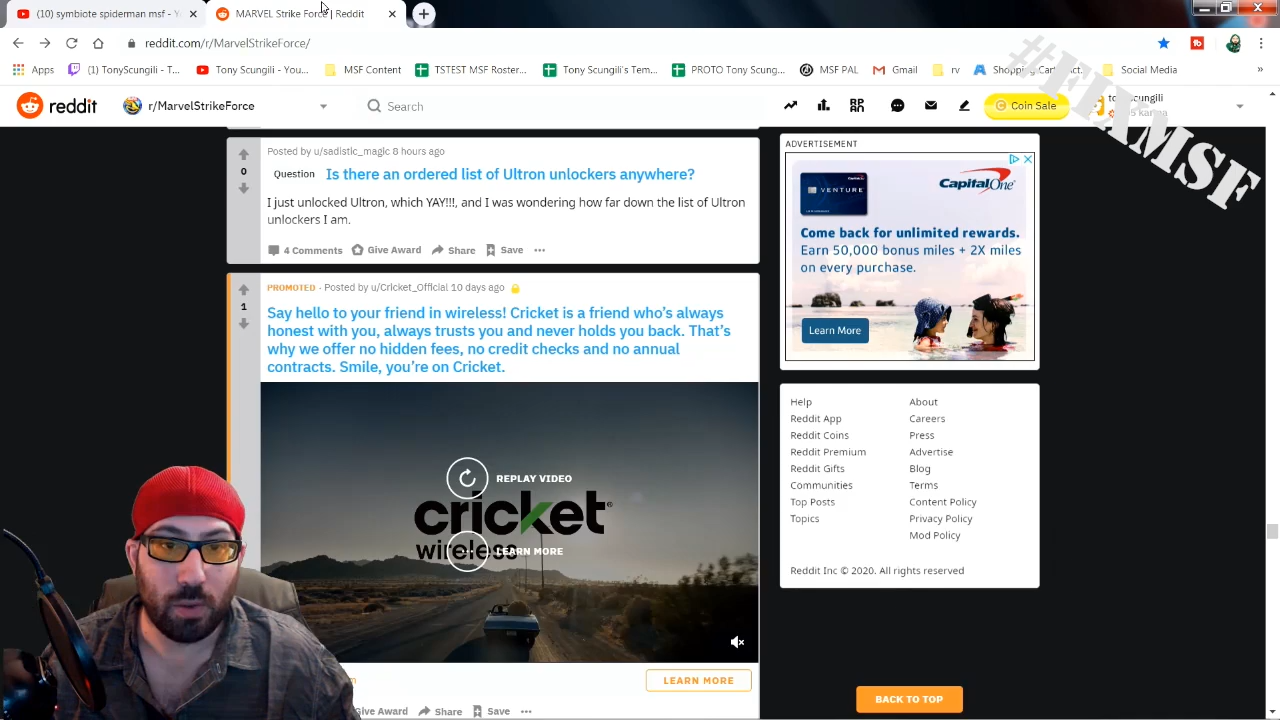 (10) symbiote spiderman msf - Y
MARVEL Strike Force | Reddit
reddit.com/r/MarvelStrikeForce/
Apps
(1) TonyScungili - T...
Tony Scungili - You...
MSF Content
TSTEST MSF Roster...
Tony Scungili's Tem...
PROTO Tony Scung...
MSF PAL
Gmail
rv
Social Media
»
#FIXMSF
reddit
r/MarvelStrikeForce
Search
Coin Sale
Posted by u/sadistic_magic 8 hours ago
0
Question
Is there an ordered list of Ultron unlockers anywhere?
I just unlocked Ultron, which YAY!!!, and I was wondering how far down the list of Ultron
unlockers I am.
4 Comments
Give Award
Share
Save
PROMOTED · Posted by u/Cricket_Official 10 days ago
1
Say hello to your friend in wireless! Cricket is a friend who's always
honest with you, always trusts you and never holds you back. That's
why we offer no hidden fees, no credit checks and no annual
contracts. Smile, you're on Cricket.
REPLAY VIDEO
cricket
wireless
LEARN MORE
LEARN MORE
Give Award
Share
Save
ADVERTISEMENT
VENTURE
CapitalOne
Come back for unlimited rewards.
Earn 50,000 bonus miles + 2X miles
on every purchase.
Learn More
Help
About
Reddit App
Careers
Reddit Coins
Press
Reddit Premium
Advertise
Reddit Gifts
Blog
Communities
Terms
Top Posts
Content Policy
Topics
Privacy Policy
Mod Policy
Reddit Inc © 2020. All rights reserved
BACK TO TOP